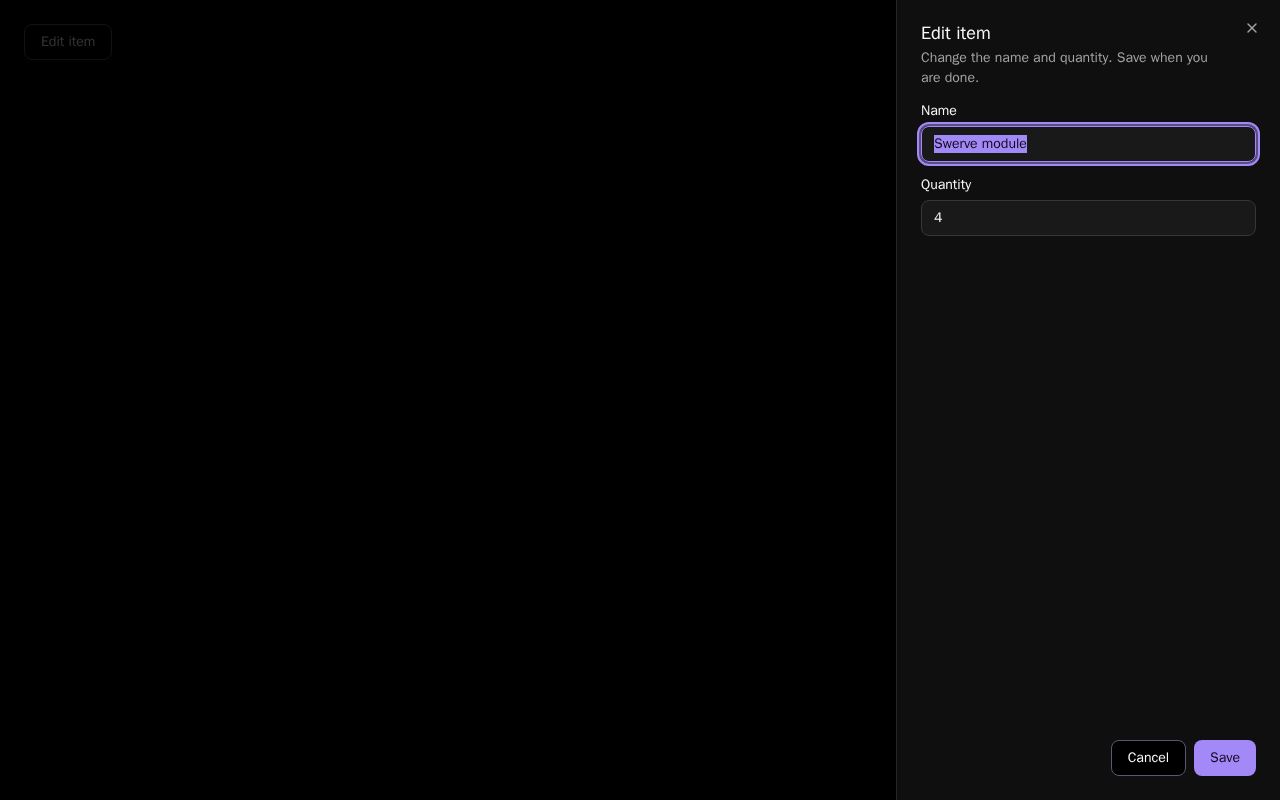 Edit item
Edit item
Change the name and quantity. Save when you
are done.
Name
Swerve module
Quantity
4
Cancel
Save